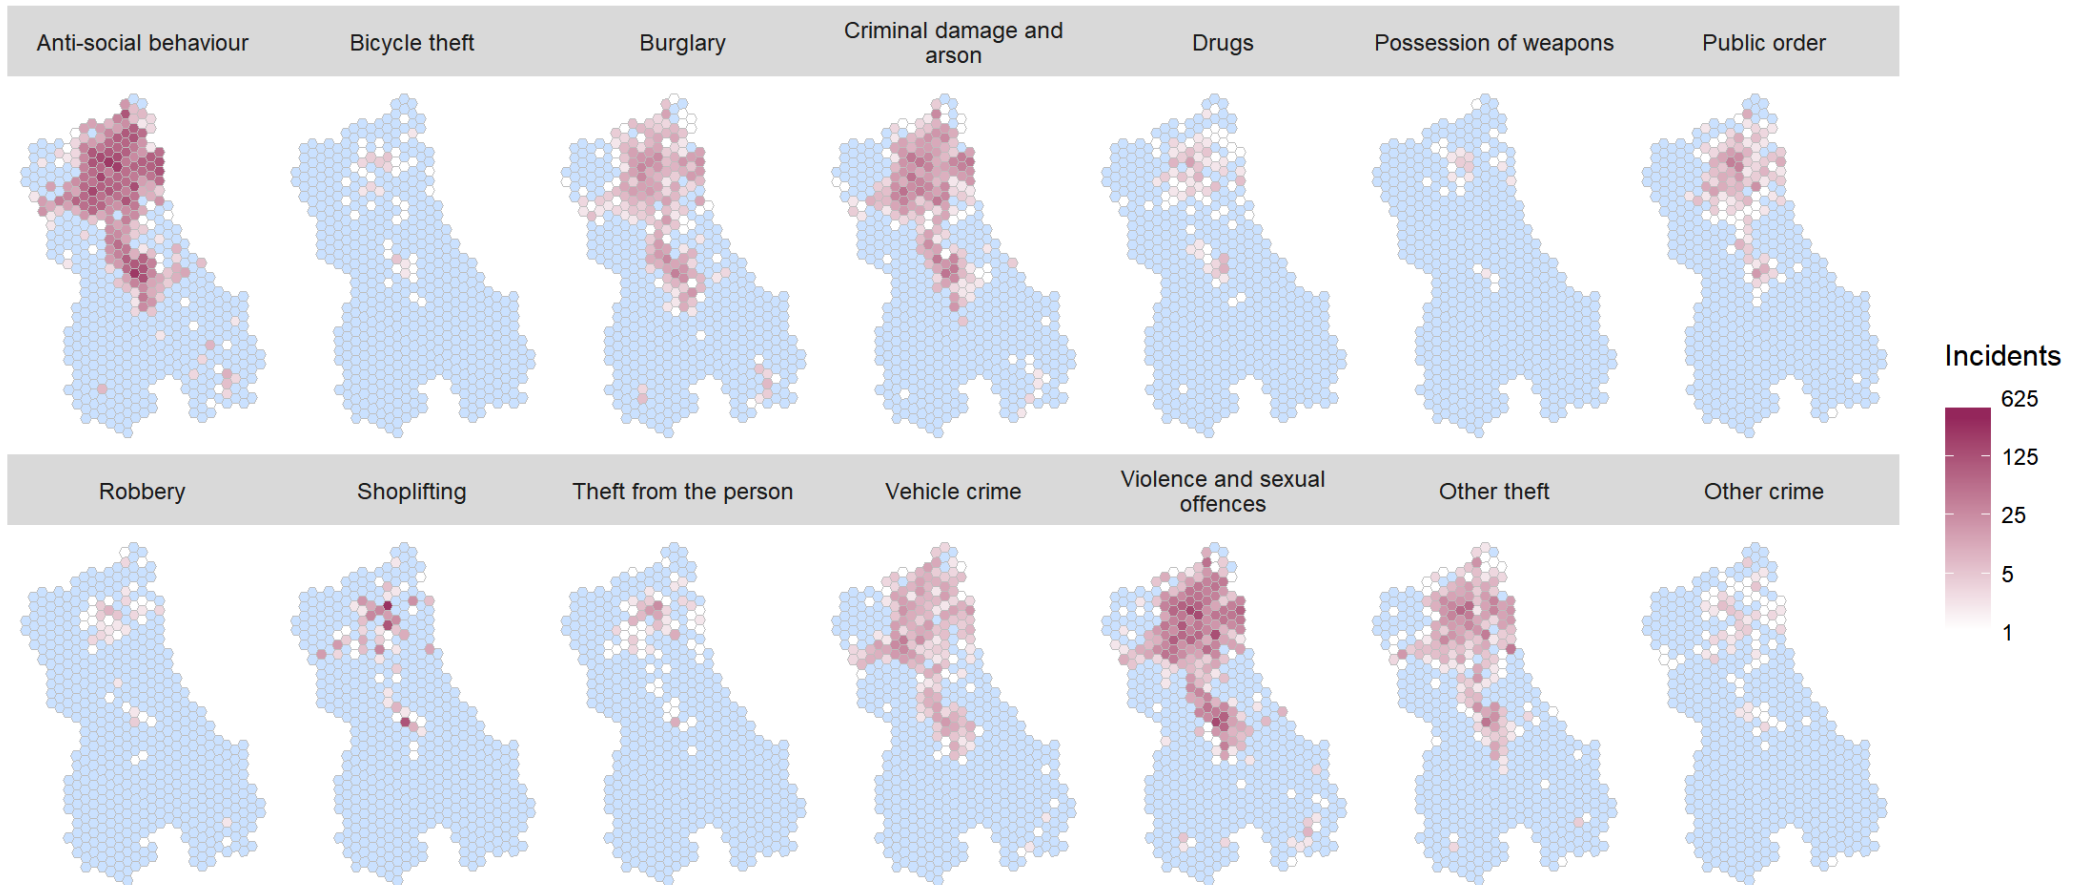 Anti-social behaviour
Bicycle theft
Burglary
Criminal damage and
arson
Drugs
Possession of weapons
Public order
Robbery
Shoplifting
Theft from the person
Vehicle crime
Violence and sexual
offences
Other theft
Other crime
Incidents
625
125
25
5
1